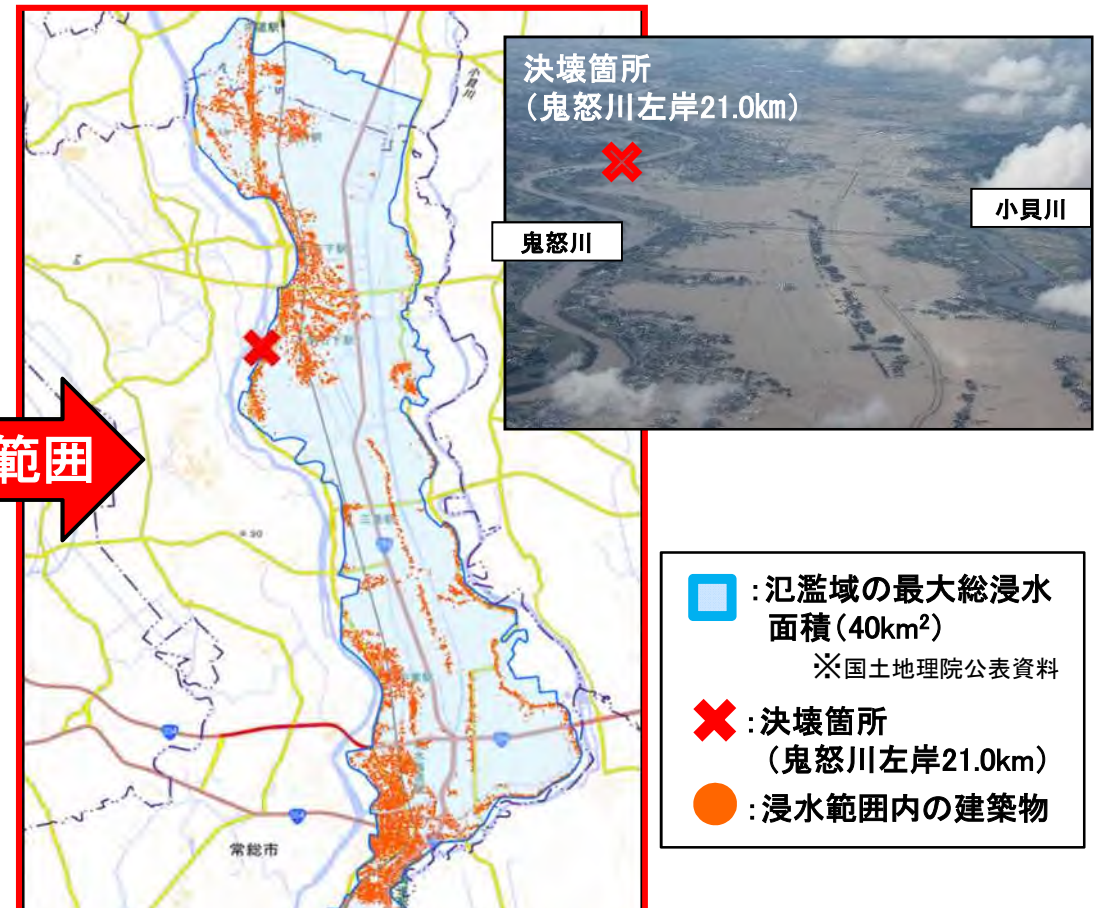 決壊箇所
(鬼怒川左岸21.0km)
鬼怒川
小貝川
小貝川
範囲
常総市
:氾濫域の最大総浸水
面積(40km²)
※国土地理院公表資料
:決壊箇所
(鬼怒川左岸21.0km)
:浸水範囲内の建築物